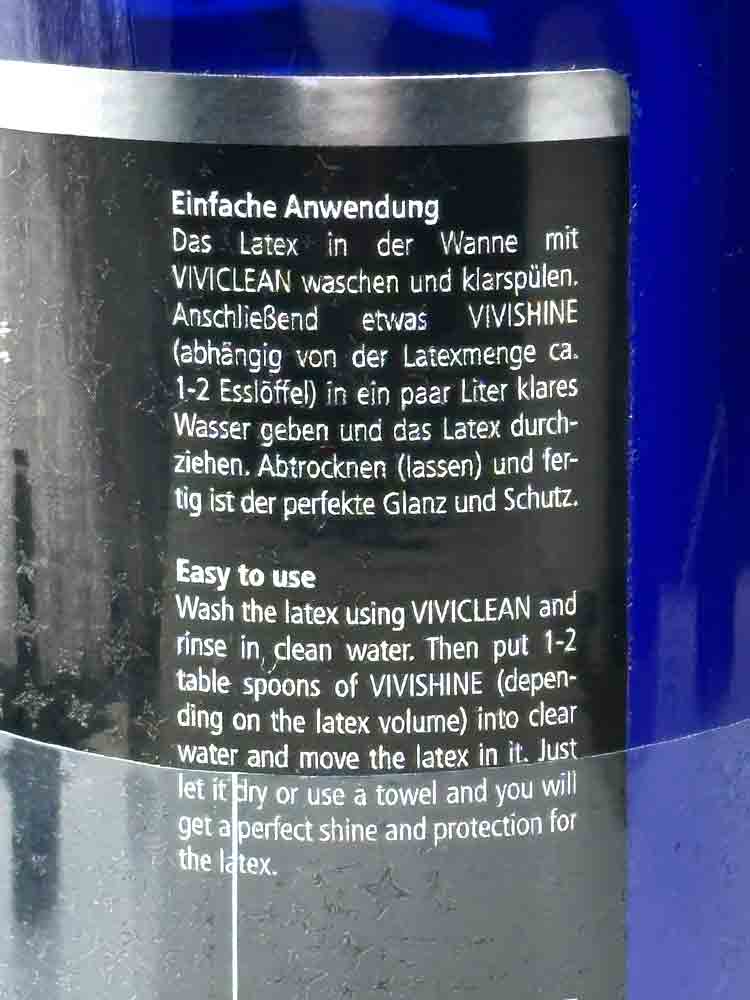 Einfache Anwendung
Das Latex in der Wanne mit
VIVICLEAN waschen und klarspülen.
Anschließend etwas VIVISHINE
(abhängig von der Latexmenge ca.
1-2 Esslöffel) in ein paar Liter klares
Wasser geben und das Latex durch-
ziehen. Abtrocknen (lassen) und fer-
tig ist der perfekte Glanz und Schutz.
Easy to use
Wash the latex using VIVICLEAN and
rinse in clean water. Then put 1-2
table spoons of VIVISHINE (depen-
ding on the latex volume) into clear
water and move the latex in it. Just
let it dry or use a towel and you will
get a perfect shine and protection for
the latex.